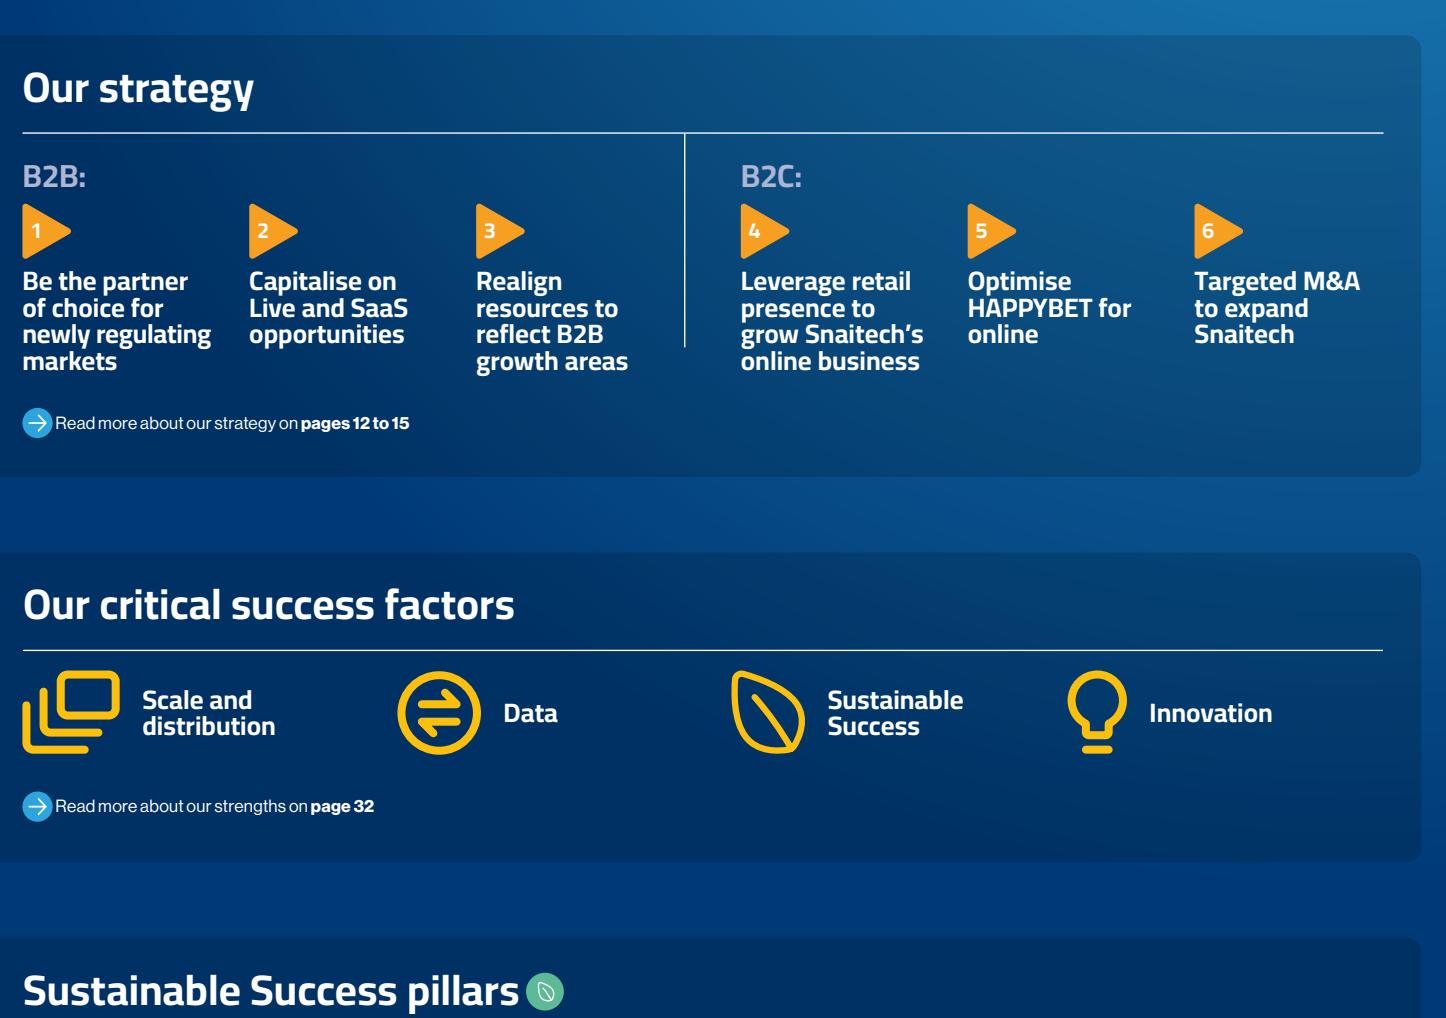 Our strategy
B2B:
1
Be the partner
of choice for
newly regulating
markets
2
Capitalise on
Live and SaaS
opportunities
3
Realign
resources to
reflect B2B
growth areas
B2C:
4
Leverage retail
presence to
grow Snaitech’s
online business
5
Optimise
HAPPYBET for
online
6
Targeted M&A
to expand
Snaitech
Read more about our strategy on pages 12 to 15
Our critical success factors
Scale and
distribution
Data
Sustainable
Success
Innovation
Read more about our strengths on page 32
Sustainable Success pillars